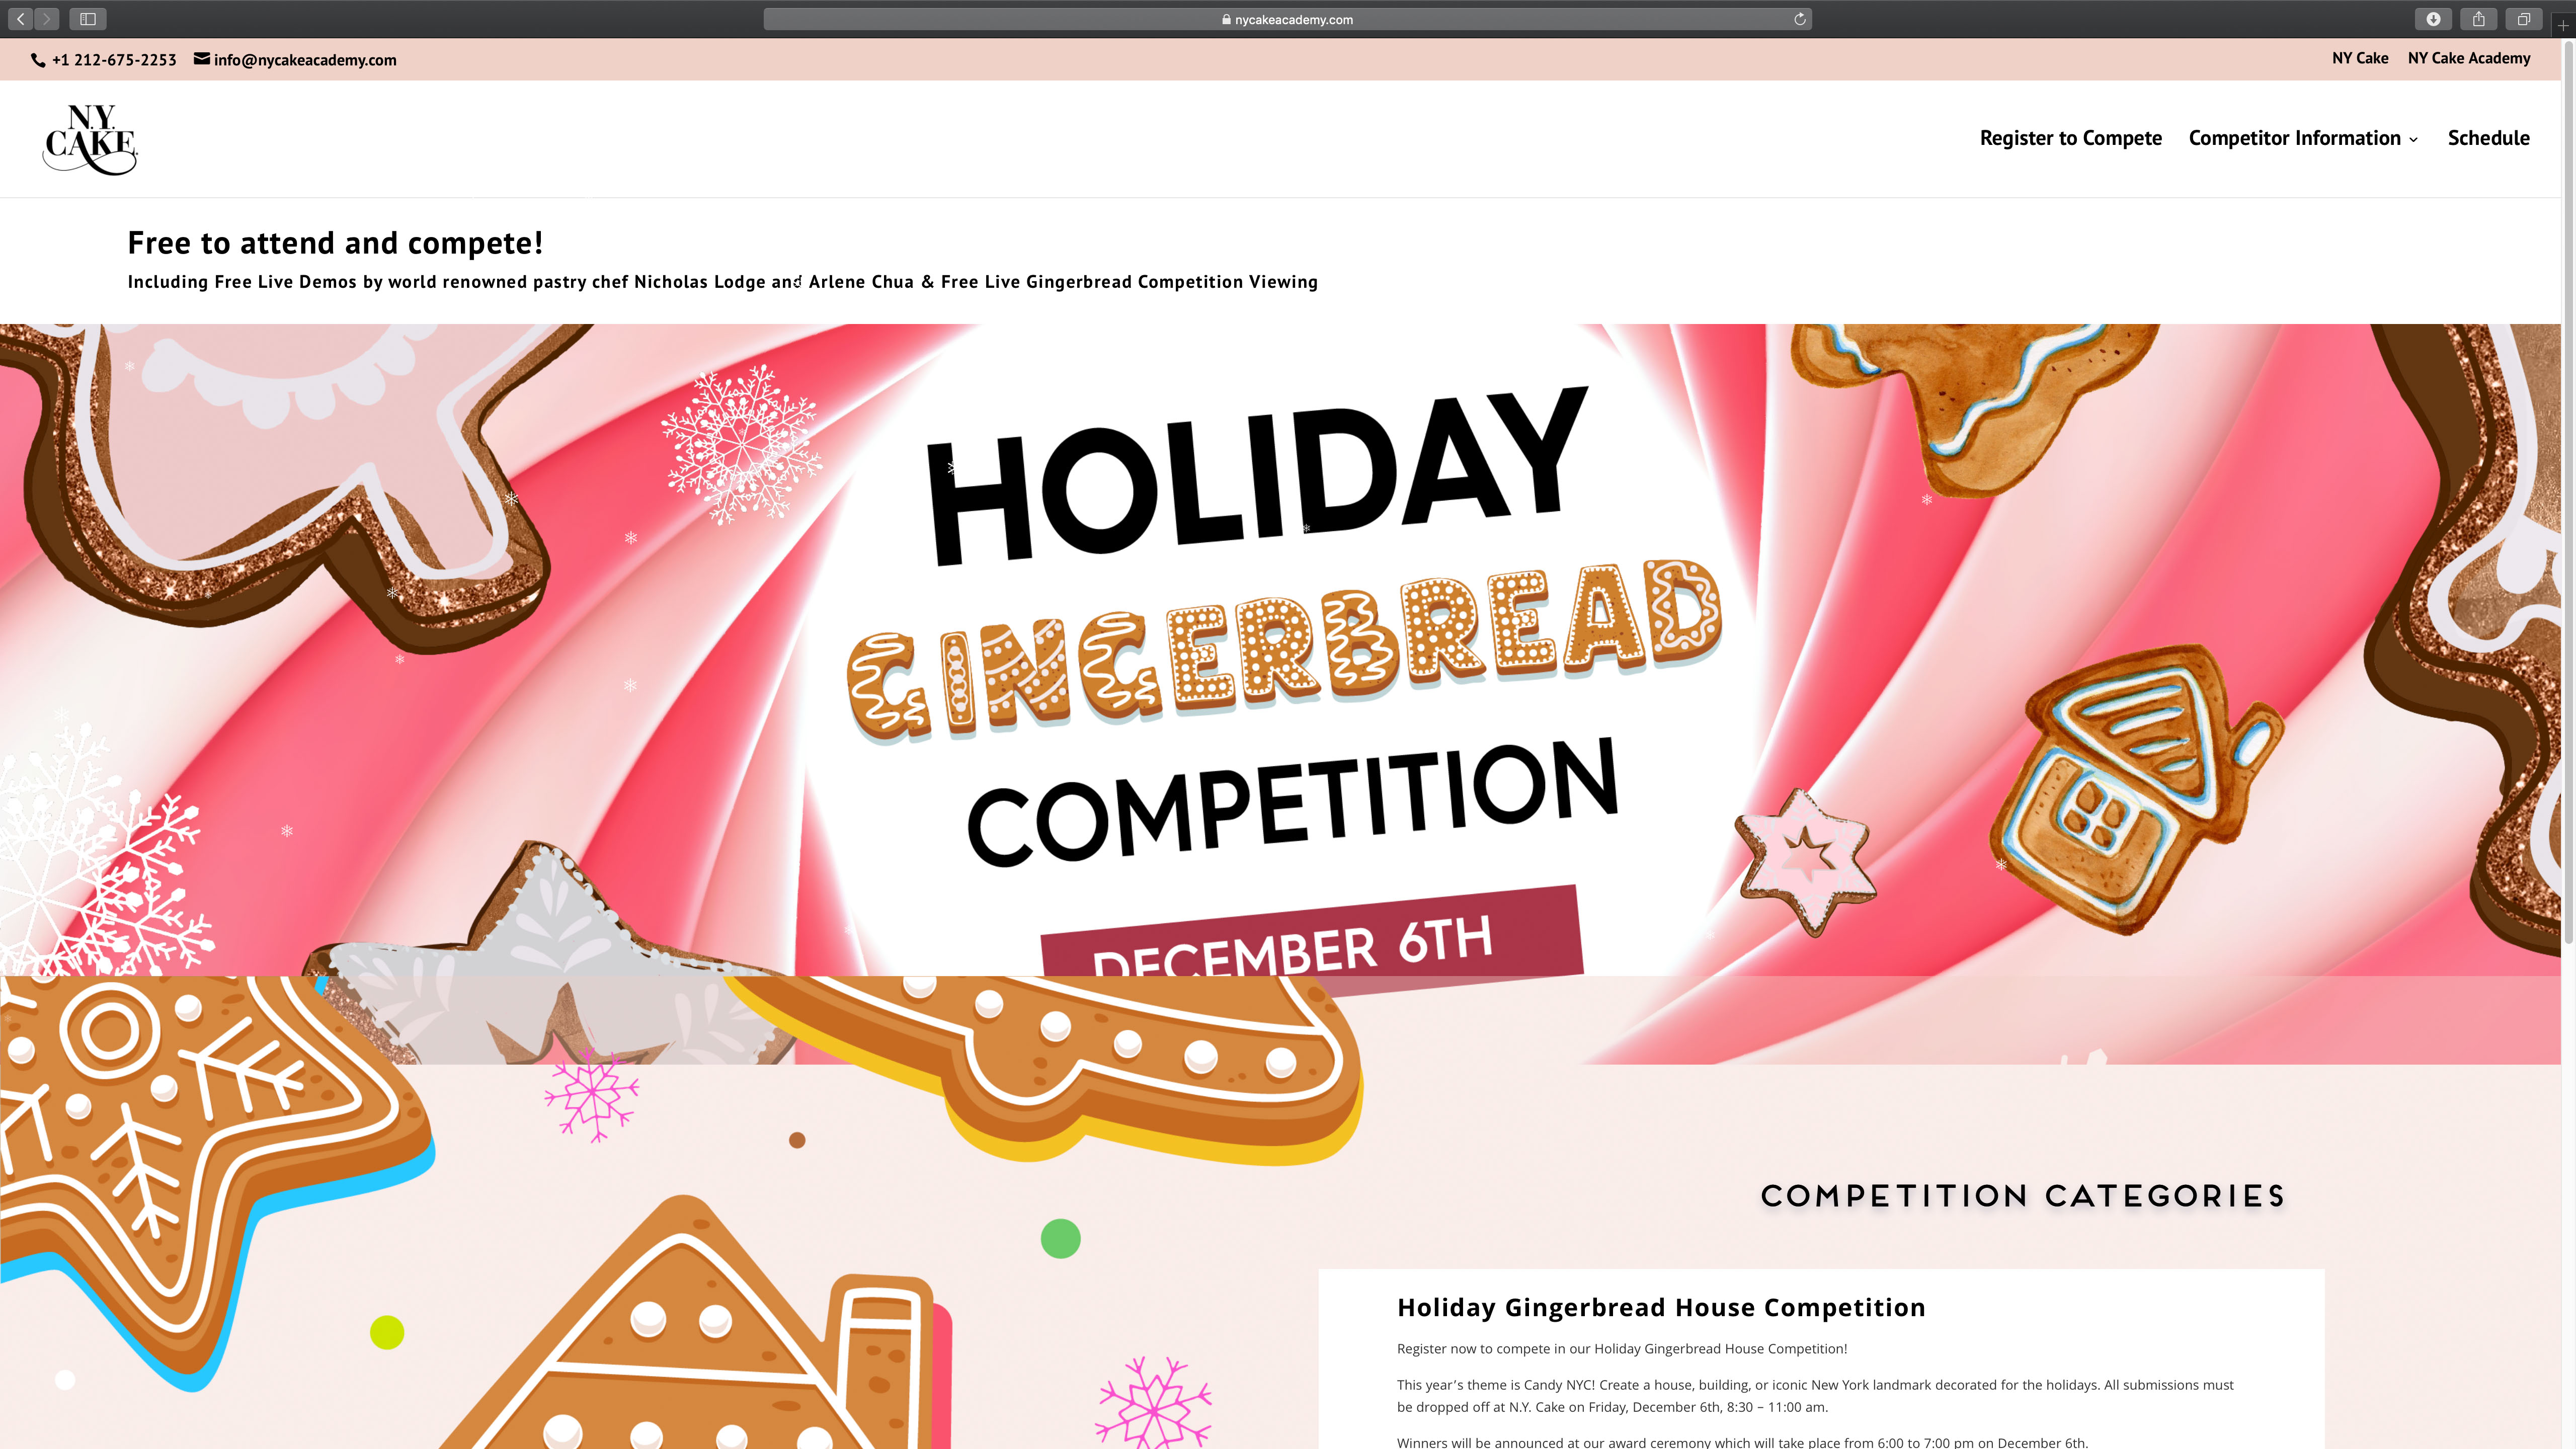 nycakeacademy.com
+1 212-675-2253 info@nycakeacademy.com
NY Cake NY Cake Academy
N.Y.
CAKE
Register to Compete Competitor Information Schedule
Free to attend and compete!
Including Free Live Demos by world renowned pastry chef Nicholas Lodge and Arlene Chua & Free Live Gingerbread Competition Viewing
HOLIDAY
GINGERBREAD
COMPETITION
DECEMBER 6TH
COMPETITION CATEGORIES
Holiday Gingerbread House Competition
Register now to compete in our Holiday Gingerbread House Competition!
This year's theme is Candy NYC! Create a house, building, or iconic New York landmark decorated for the holidays. All submissions must
be dropped off at N.Y. Cake on Friday, December 6th, 8:30 – 11:00 am.
Winners will be announced at our award ceremony which will take place from 6:00 to 7:00 pm on December 6th.